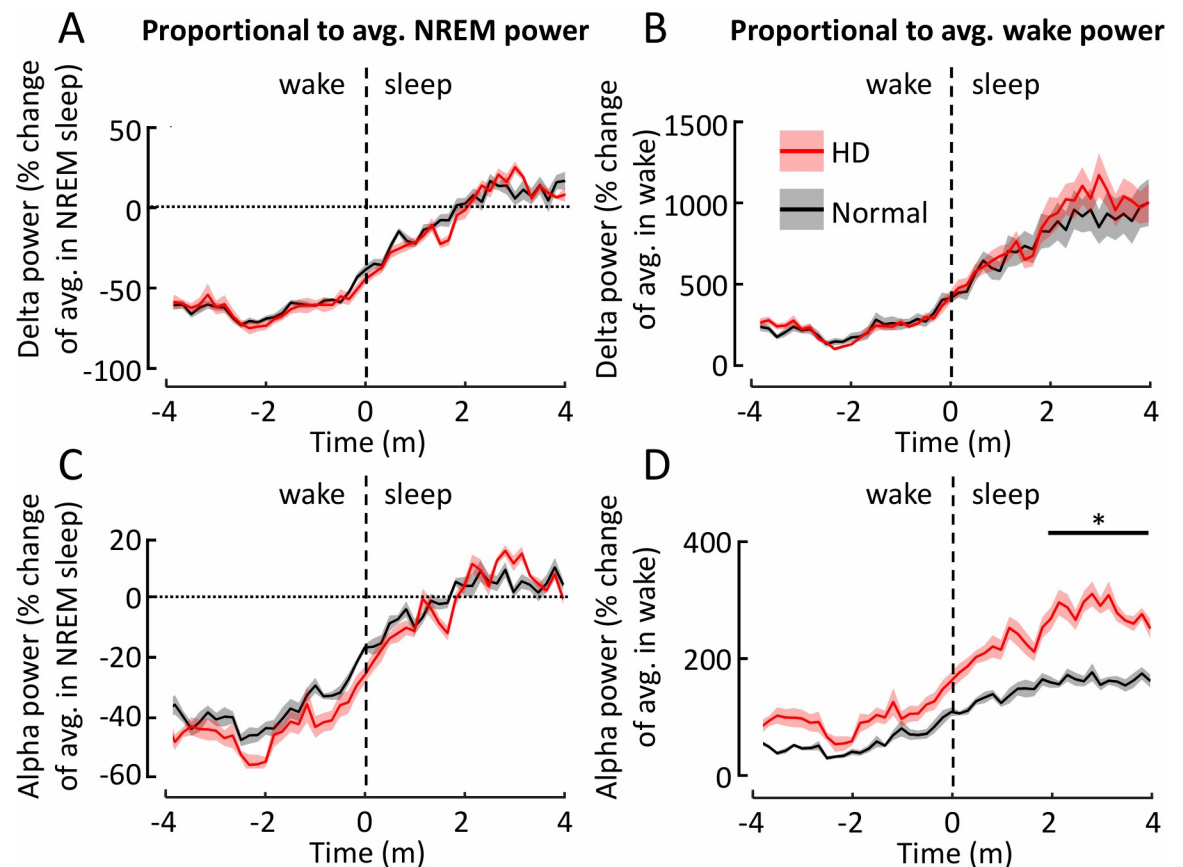 A
Proportional to avg. NREM power
wake
sleep
Delta power (% change
of avg. in NREM sleep)
50
0
-50
-100
-4
-2
0
2
4
Time (m)
B
Proportional to avg. wake power
wake
sleep
Delta power (% change
of avg. in wake)
1500
1000
500
0
HD
Normal
-4
-2
0
2
4
Time (m)
C
wake
sleep
Alpha power (% change
of avg. in NREM sleep)
20
0
-20
-40
-60
-4
-2
0
2
4
Time (m)
D
wake
sleep
*
Alpha power (% change
of avg. in wake)
400
200
0
-4
-2
0
2
4
Time (m)